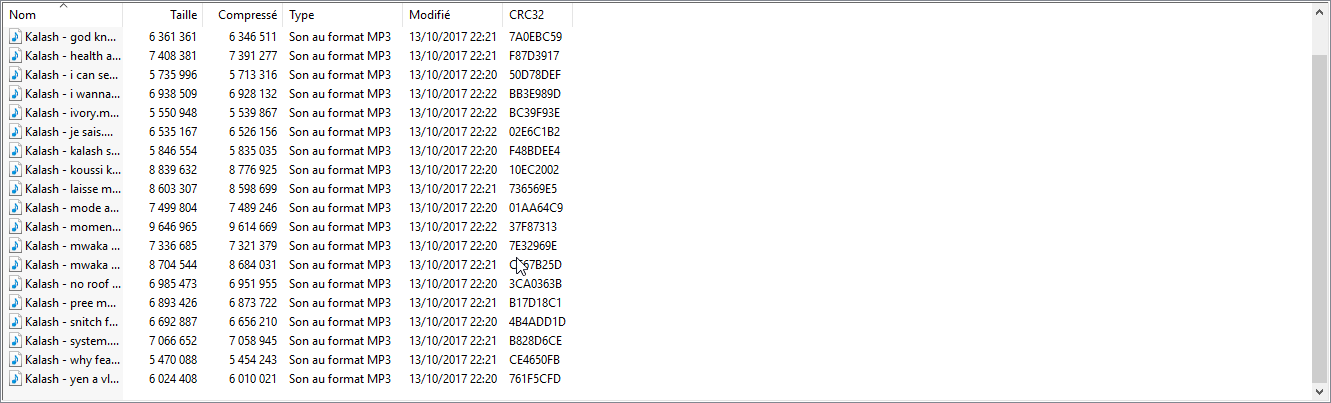 Nom Taille Compressé Type Modifié CRC32
Kalash - god kn... 6 361 361 6 346 511 Son au format MP3 13/10/2017 22:21 7A0EBC59
Kalash - health a... 7 408 381 7 391 277 Son au format MP3 13/10/2017 22:21 F87D3917
Kalash - i can se... 5 735 996 5 713 316 Son au format MP3 13/10/2017 22:20 50D78DEF
Kalash - i wanna... 6 938 509 6 928 132 Son au format MP3 13/10/2017 22:22 BB3E989D
Kalash - ivory.m... 5 550 948 5 539 867 Son au format MP3 13/10/2017 22:22 BC39F93E
Kalash - je sais.... 6 535 167 6 526 156 Son au format MP3 13/10/2017 22:22 02E6C1B2
Kalash - kalash s... 5 846 554 5 835 035 Son au format MP3 13/10/2017 22:20 F48BDEE4
Kalash - koussi k... 8 839 632 8 776 925 Son au format MP3 13/10/2017 22:20 10EC2002
Kalash - laisse m... 8 603 307 8 598 699 Son au format MP3 13/10/2017 22:21 736569E5
Kalash - mode a... 7 499 804 7 489 246 Son au format MP3 13/10/2017 22:20 01AA64C9
Kalash - momen... 9 646 965 9 614 669 Son au format MP3 13/10/2017 22:22 37F87313
Kalash - mwaka ... 7 336 685 7 321 379 Son au format MP3 13/10/2017 22:20 7E32969E
Kalash - mwaka ... 8 704 544 8 684 031 Son au format MP3 13/10/2017 22:21
Kalash - no roof ... 6 985 473 6 951 955 Son au format MP3 13/10/2017 22:20 3CA0363B
Kalash - pree m... 6 893 426 6 873 722 Son au format MP3 13/10/2017 22:21 B17D18C1
Kalash - snitch f... 6 692 887 6 656 210 Son au format MP3 13/10/2017 22:20 4B4ADD1D
Kalash - system.... 7 066 652 7 058 945 Son au format MP3 13/10/2017 22:21 B828D6CE
Kalash - why fea... 5 470 088 5 454 243 Son au format MP3 13/10/2017 22:21 CE4650FB
Kalash - yen a vl... 6 024 408 6 010 021 Son au format MP3 13/10/2017 22:20 761F5CFD